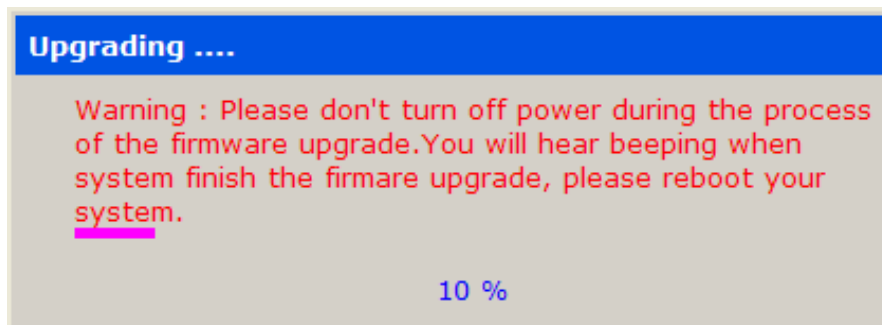 Upgrading ....
Warning : Please don't turn off power during the process
of the firmware upgrade.You will hear beeping when
system finish the firmare upgrade, please reboot your
system.
10 %